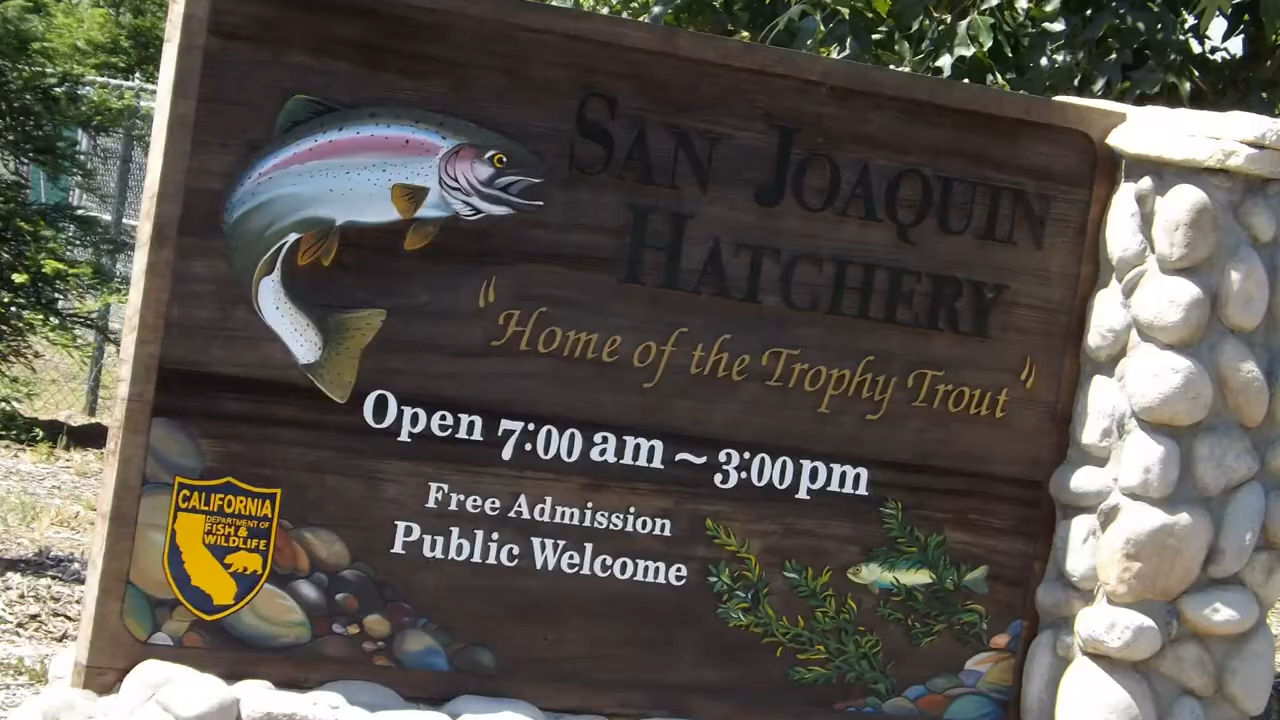 San Joaquin
Hatchery
"Home of the Trophy Trout"
Open 7:00 am ~ 3:00 pm
Free Admission
Public Welcome
CALIFORNIA
DEPARTMENT OF
FISH &
WILDLIFE